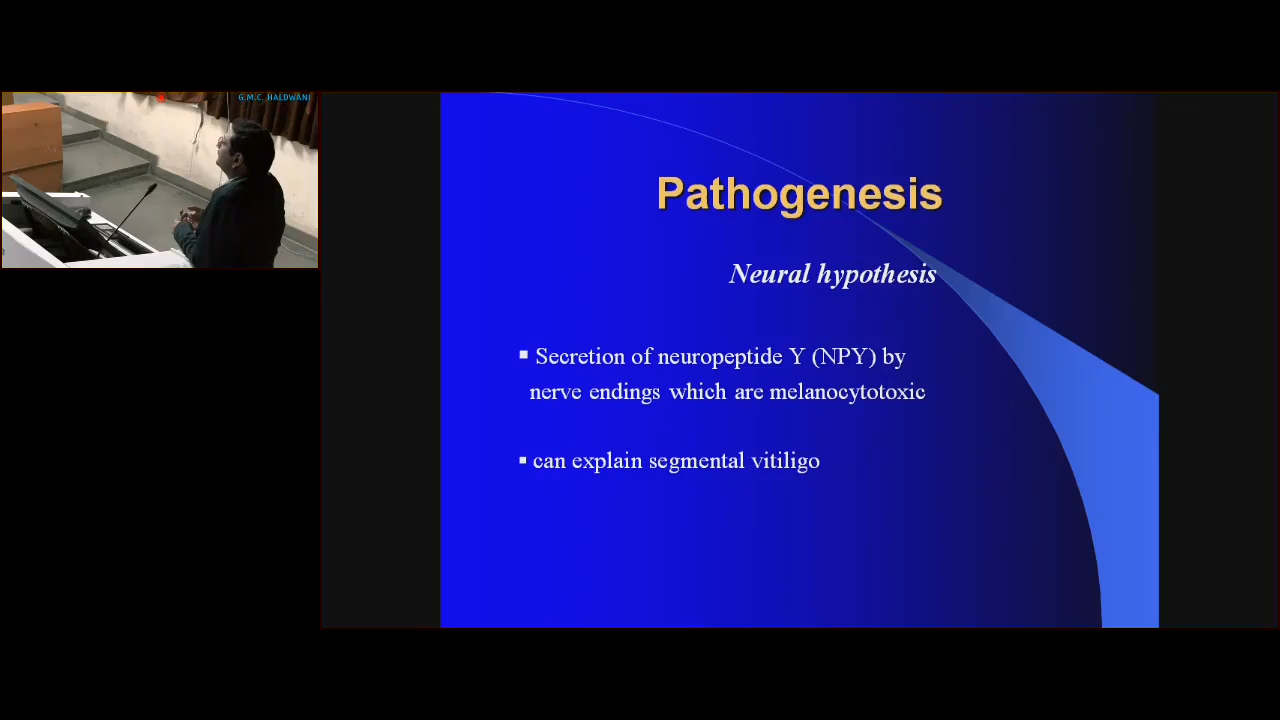 G.M.C. HALDWANI
Pathogenesis
Neural hypothesis
▪ Secretion of neuropeptide Y (NPY) by
nerve endings which are melanocytotoxic
▪ can explain segmental vitiligo